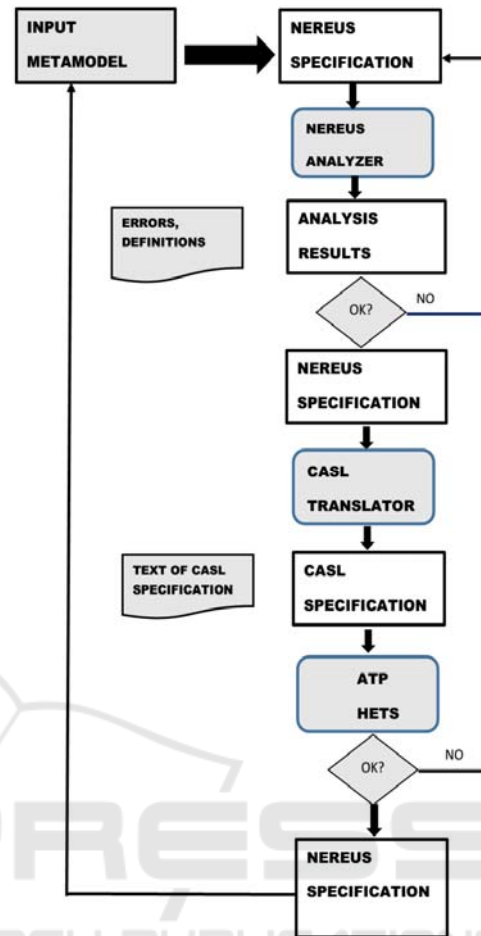 INPUT
METAMODEL
NEREUS
SPECIFICATION
NEREUS
ANALYZER
ERRORS,
DEFINITIONS
ANALYSIS
RESULTS
OK?
NO
NEREUS
SPECIFICATION
CASL
TRANSLATOR
TEXT OF CASL
SPECIFICATION
CASL
SPECIFICATION
ATP
HETS
OK?
NO
NEREUS
SPECIFICATION